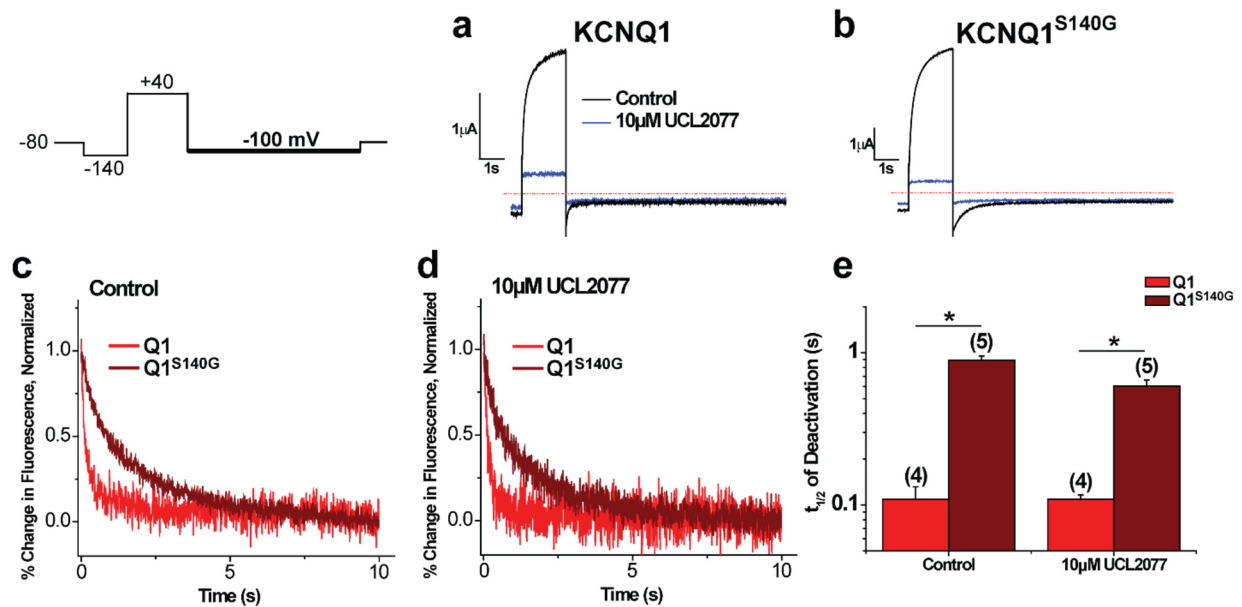 +40
-80
-100 mV
-140
a
KCNQ1
Control
10µM UCL2077
1µA
1s
b
KCNQ1S140G
1µA
1s
c
Control
Q1
Q1S140G
% Change in Fluorescence, Normalized
1.0
0.5
0.0
0
5
10
Time (s)
d
10µM UCL2077
Q1
Q1S140G
% Change in Fluorescence, Normalized
1.0
0.5
0.0
0
5
10
Time (s)
e
Q1
Q1S140G
t1/2 of Deactivation (s)
1
0.1
*
(5)
(4)
*
(5)
(4)
Control
10µM UCL2077